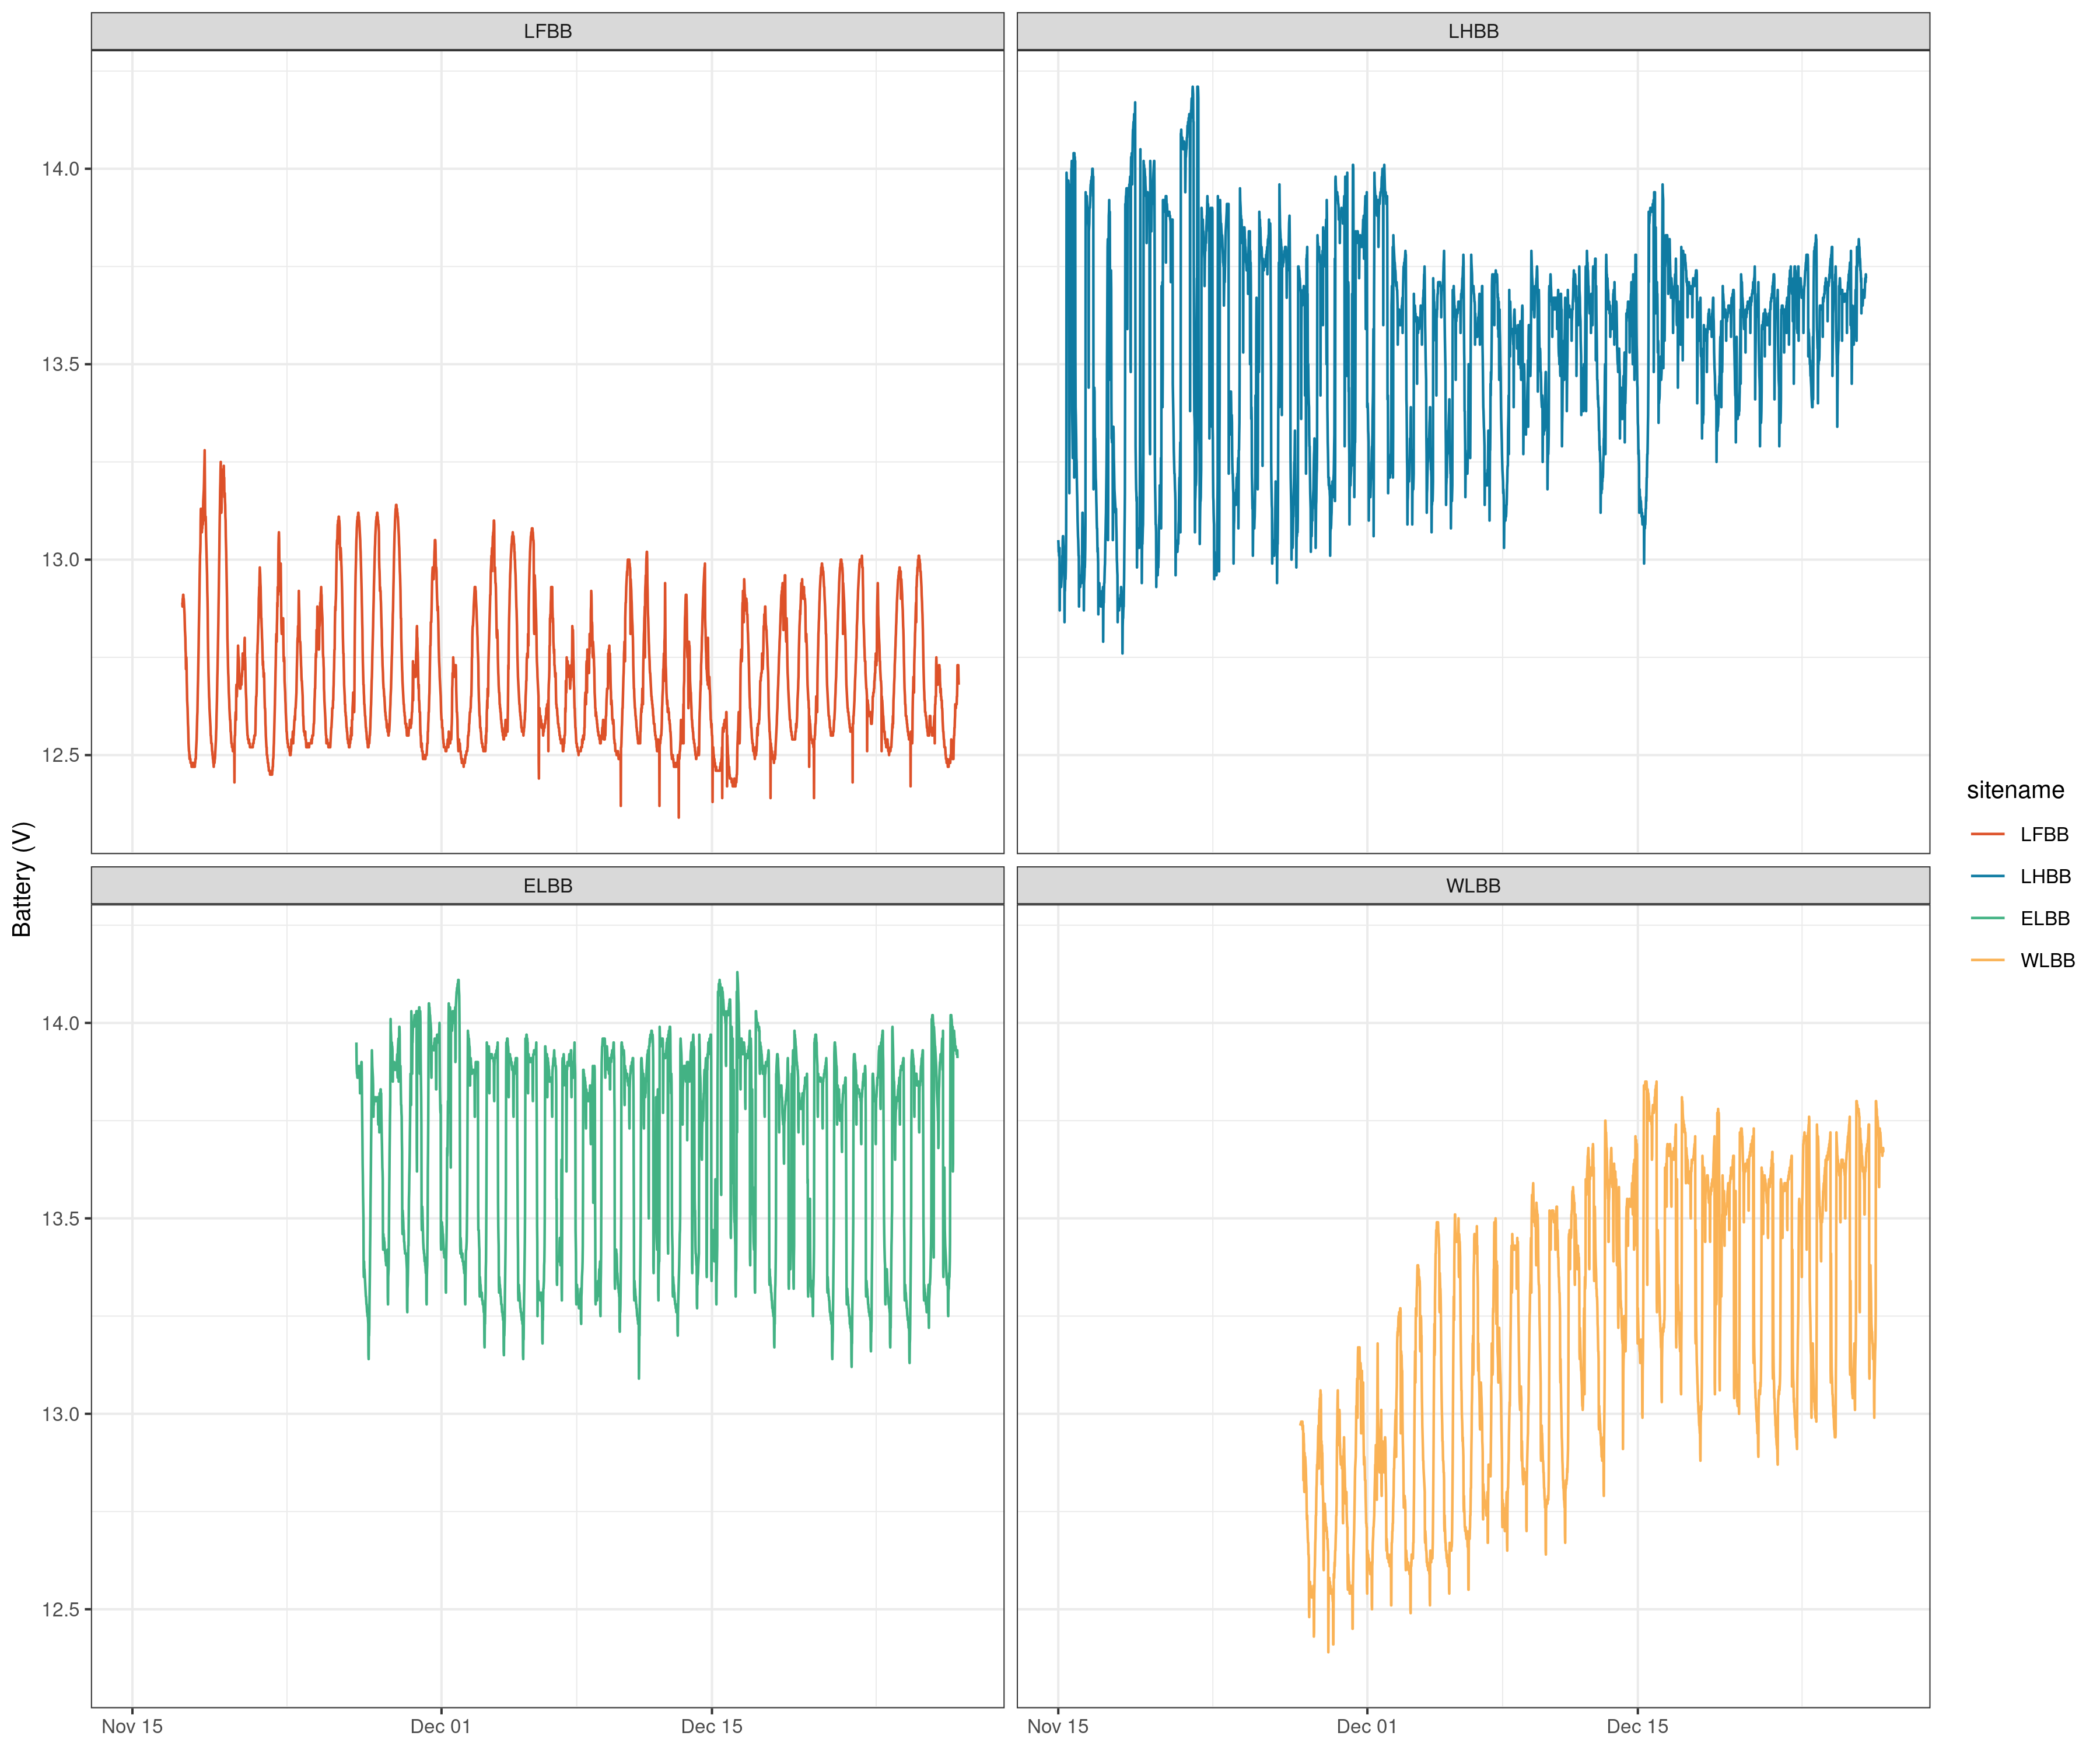 LFBB
LHBB
14.0
13.5
13.0
12.5
ELBB
WLBB
14.0
13.5
13.0
12.5
Nov 15
Dec 01
Dec 15
Nov 15
Dec 01
Dec 15
Battery (V)
sitename
LFBB
LHBB
ELBB
WLBB